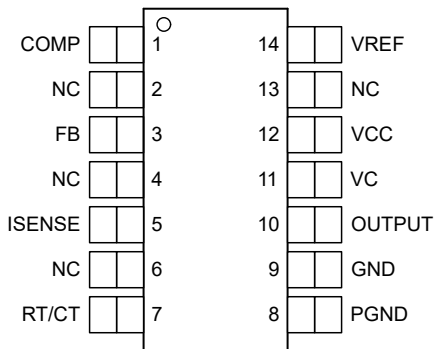 COMP 1 14 VREF
NC 2 13 NC
FB 3 12 VCC
NC 4 11 VC
ISENSE 5 10 OUTPUT
NC 6 9 GND
RT/CT 7 8 PGND